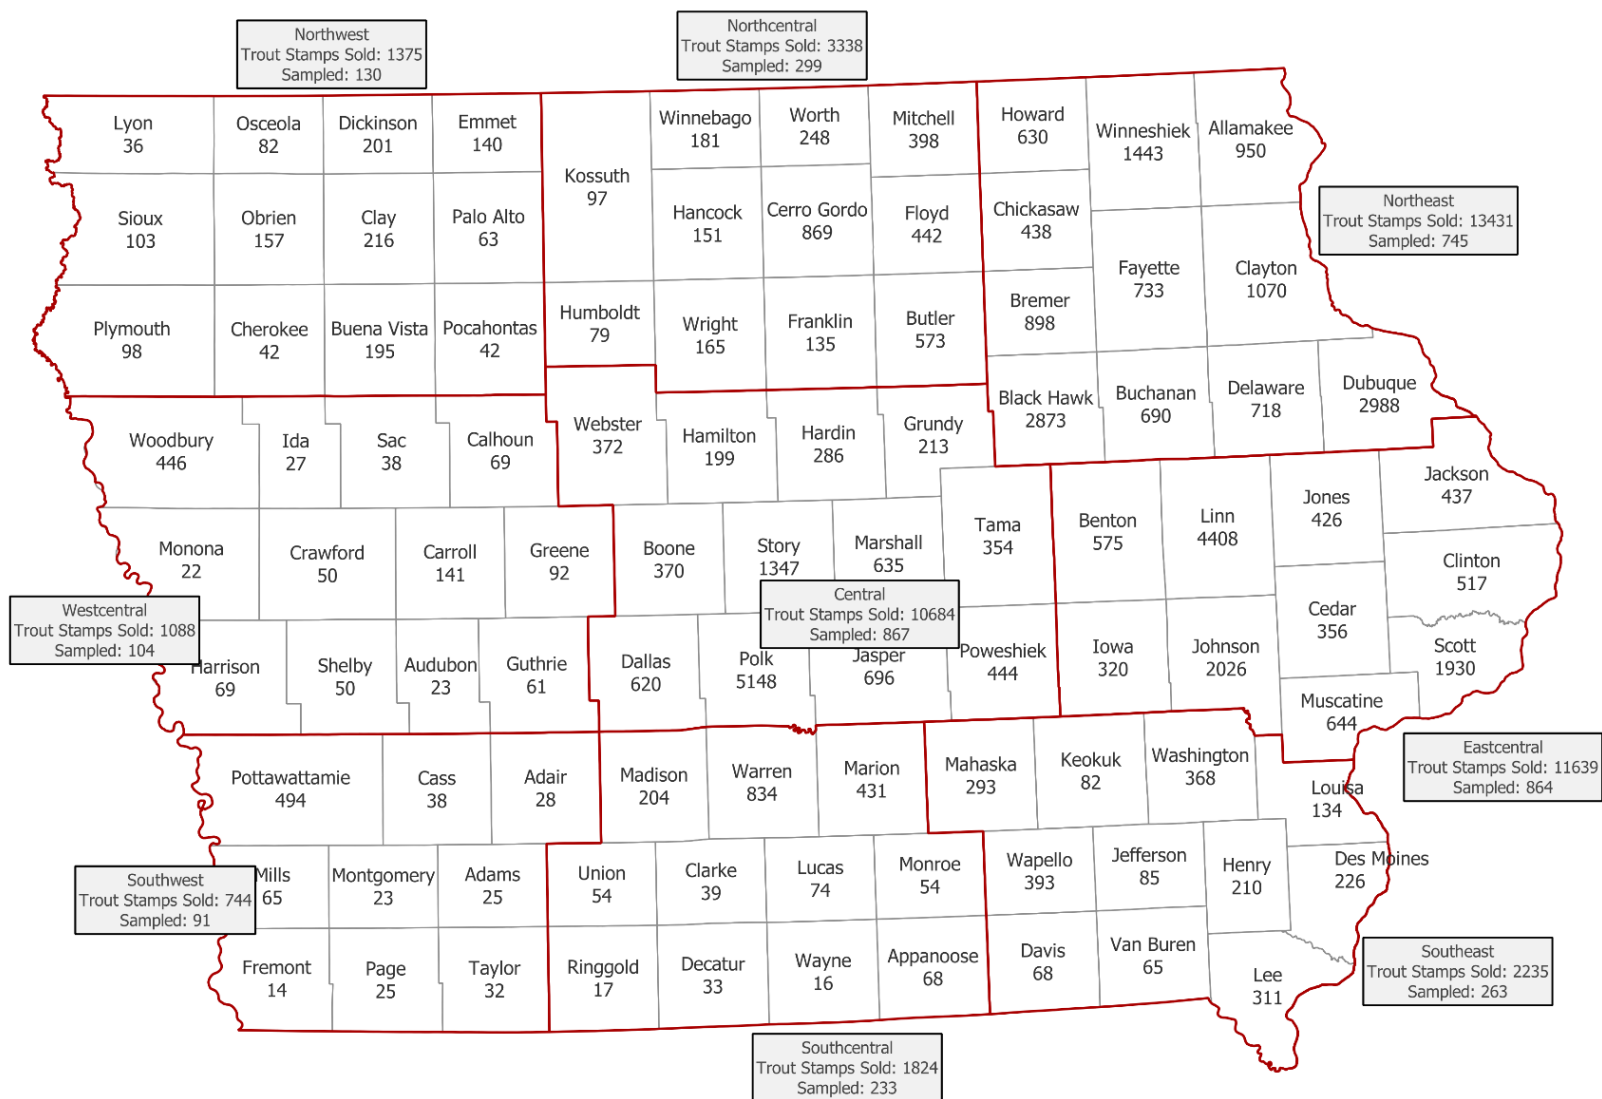 Northwest
Trout Stamps Sold: 1375
Sampled: 130
Northcentral
Trout Stamps Sold: 3338
Sampled: 299
Lyon
36
Osceola
82
Dickinson
201
Emmet
140
Kossuth
97
Winnebago
181
Worth
248
Mitchell
398
Howard
630
Winneshiek
1443
Allamakee
950
Sioux
103
Obrien
157
Clay
216
Palo Alto
63
Hancock
151
Cerro Gordo
869
Floyd
442
Chickasaw
438
Northeast
Trout Stamps Sold: 13431
Sampled: 745
Fayette
733
Clayton
1070
Plymouth
98
Cherokee
42
Buena Vista
195
Pocahontas
42
Humboldt
79
Wright
165
Franklin
135
Butler
573
Bremer
898
Black Hawk
2873
Buchanan
690
Delaware
718
Dubuque
2988
Woodbury
446
Ida
27
Sac
38
Calhoun
69
Webster
372
Hamilton
199
Hardin
286
Grundy
213
Jackson
437
Monona
22
Crawford
50
Carroll
141
Greene
92
Boone
370
Story
1347
Marshall
635
Tama
354
Benton
575
Linn
4408
Jones
426
Clinton
517
Westcentral
Trout Stamps Sold: 1088
Sampled: 104
Central
Trout Stamps Sold: 10684
Sampled: 867
Cedar
356
Harrison
69
Shelby
50
Audubon
23
Guthrie
61
Dallas
620
Polk
5148
Jasper
696
Poweshiek
444
Iowa
320
Johnson
2026
Scott
1930
Muscatine
644
Eastcentral
Trout Stamps Sold: 11639
Sampled: 864
Pottawattamie
494
Cass
38
Adair
28
Madison
204
Warren
834
Marion
431
Mahaska
293
Keokuk
82
Washington
368
Louisa
134
Southwest
Trout Stamps Sold: 744
Sampled: 91
Mills
65
Montgomery
23
Adams
25
Union
54
Clarke
39
Lucas
74
Monroe
54
Wapello
393
Jefferson
85
Henry
210
Des Moines
226
Fremont
14
Page
25
Taylor
32
Ringgold
17
Decatur
33
Wayne
16
Appanoose
68
Davis
68
Van Buren
65
Lee
311
Southeast
Trout Stamps Sold: 2235
Sampled: 263
Southcentral
Trout Stamps Sold: 1824
Sampled: 233